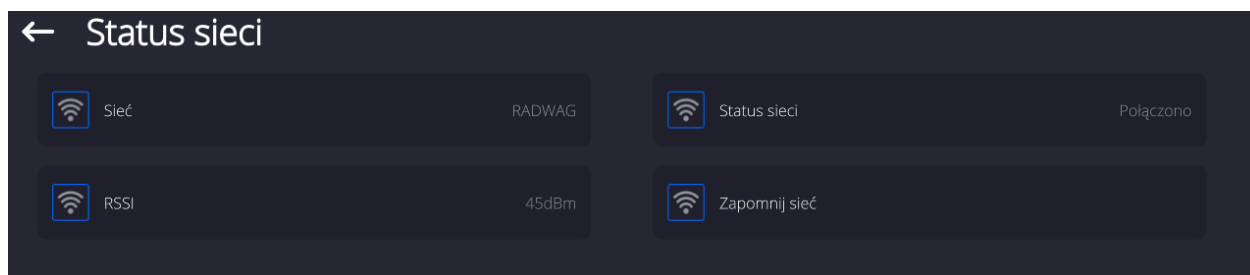 Status sieci
Sieć RADWAG
Status sieci Połączono
RSSI 45dBm
Zapomnij sieć